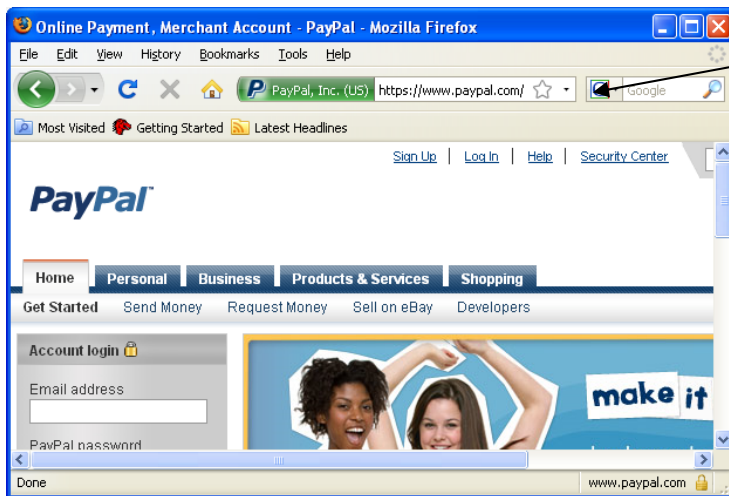 Online Payment, Merchant Account - PayPal - Mozilla Firefox
File Edit View History Bookmarks Tools Help
PayPal, Inc. (US) https://www.paypal.com/ Google
Most Visited Getting Started Latest Headlines
Sign Up | Log In | Help | Security Center
PayPal™
Home Personal Business Products & Services Shopping
Get Started Send Money Request Money Sell on eBay Developers
Account login
Email address
make it
PayPal password
Done www.paypal.com